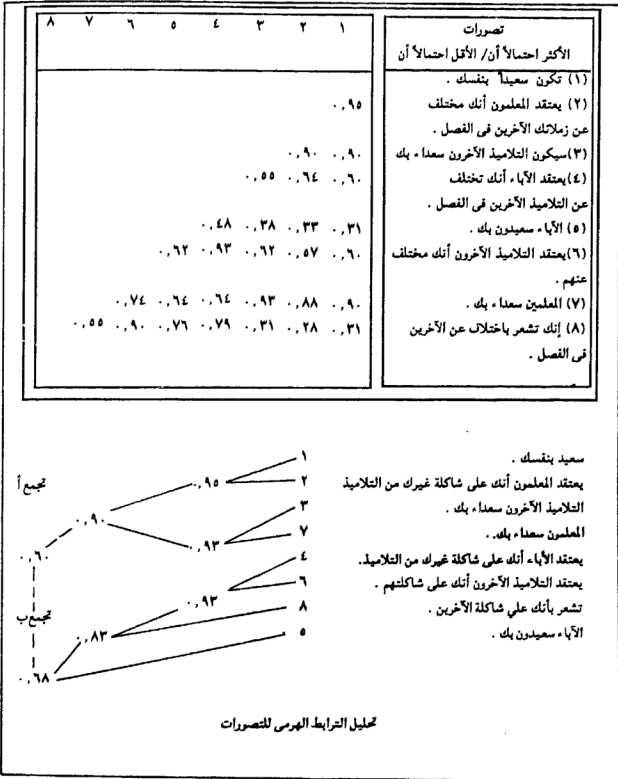 ٨ ٧ ٦ ٥ ٤ ٣ ٢ ١
تصورات
الأكثر احتمالاً أن/ الأقل احتمالاً أن
(١) تكون سعيداً بنفسك .
(٢) يعتقد المعلمون أنك مختلف
عن زملائك الآخرين فى الفصل .
٠,٩٥
(٣)سيكون التلاميذ الآخرون سعداء بك
٠,٩٠ ٠,٩٠
(٤)يعتقد الآباء أنك تختلف
عن التلاميذ الآخرين فى الفصل .
٠,٦٠ ٠,٦٤ ٠,٥٥
(٥) الآباء سعيدون بك .
٠,٣١ ٠,٣٣ ٠,٣٨ ٠,٤٨
(٦)يعتقد التلاميذ الآخرون أنك مختلف
عنهم .
٠,٦٠ ٠,٥٧ ٠,٦٢ ٠,٩٣ ٠,٦٢
(٧) المعلمين سعداء بك .
٠,٩٠ ٠,٨٨ ٠,٩٣ ٠,٦٤ ٠,٦٤ ٠,٧٤
(٨) إنك تشعر باختلاف عن الآخرين
فى الفصل .
٠,٣١ ٠,٢٨ ٠,٣١ ٠,٧٩ ٠,٧٦ ٠,٩٠ ٠,٥٥
سعيد بنفسك . ١
يعتقد المعلمون أنك على شاكلة غيرك من التلاميذ ٢
التلاميذ الآخرون سعداء بك . ٣
المعلمون سعداء بك. . ٧
يعتقد الأباء أنك على شاكلة غيرك من التلاميذ. ٤
يعتقد التلاميذ الآخرون أنك على شاكلتهم . ٦
تشعر بأنك علي شاكلة الآخرين . ٨
الآباء سعيدون بك . ٥
٠,٩٥
تجمع أ
٠,٩٠
٠,٩٣
٠,٦٠
٠,٩٣
تجمع ب
٠,٨٣
٠,٦٨
تحليل الترابط الهرمى للتصورات